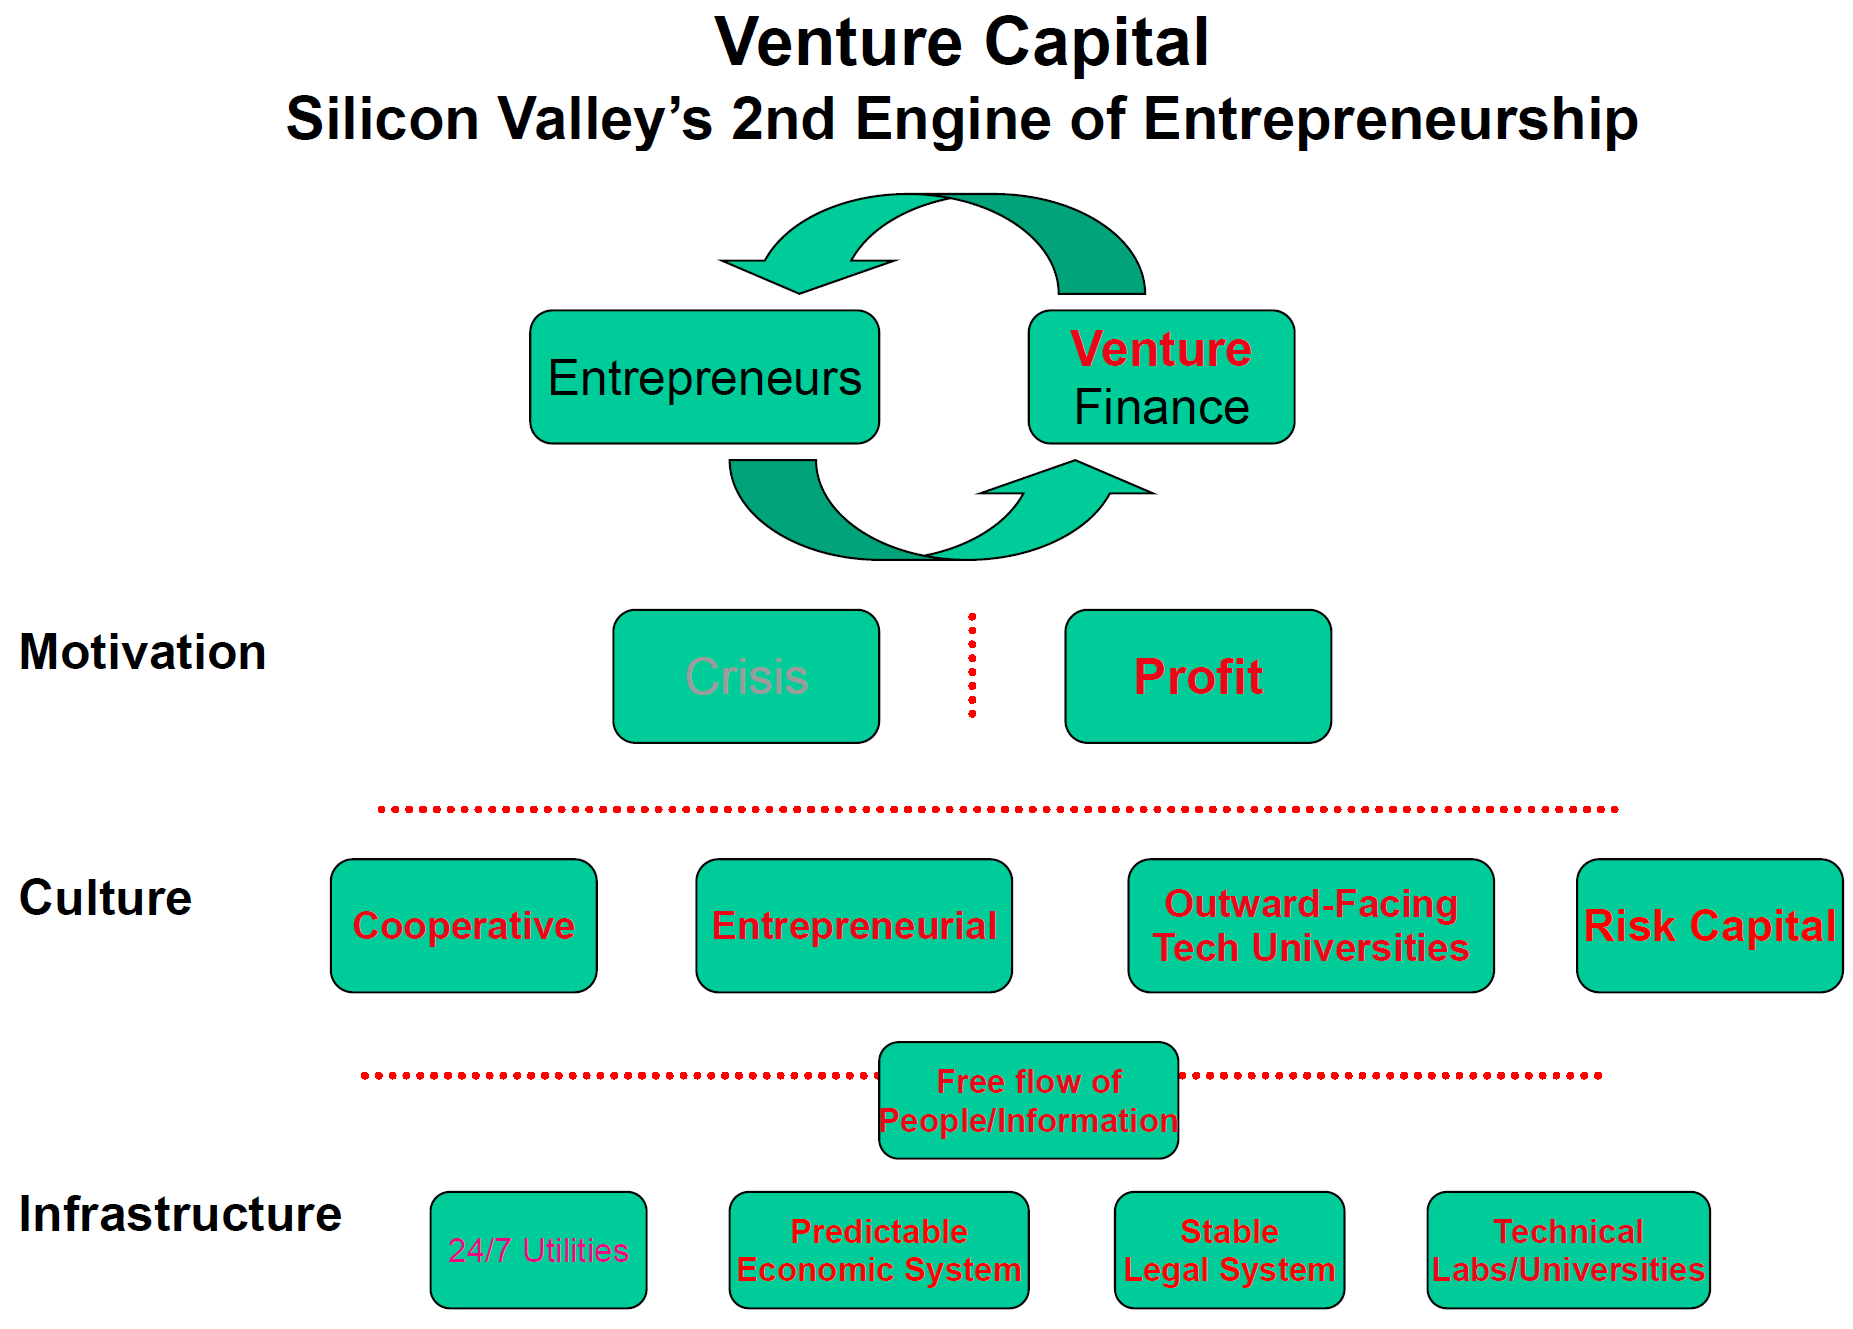 Venture Capital
Silicon Valley’s 2nd Engine of Entrepreneurship
Entrepreneurs
Venture
Finance
Motivation
Crisis
Profit
Culture
Cooperative
Entrepreneurial
Outward-Facing
Tech Universities
Risk Capital
Free flow of
People/Information
Infrastructure
24/7 Utilities
Predictable
Economic System
Stable
Legal System
Technical
Labs/Universities